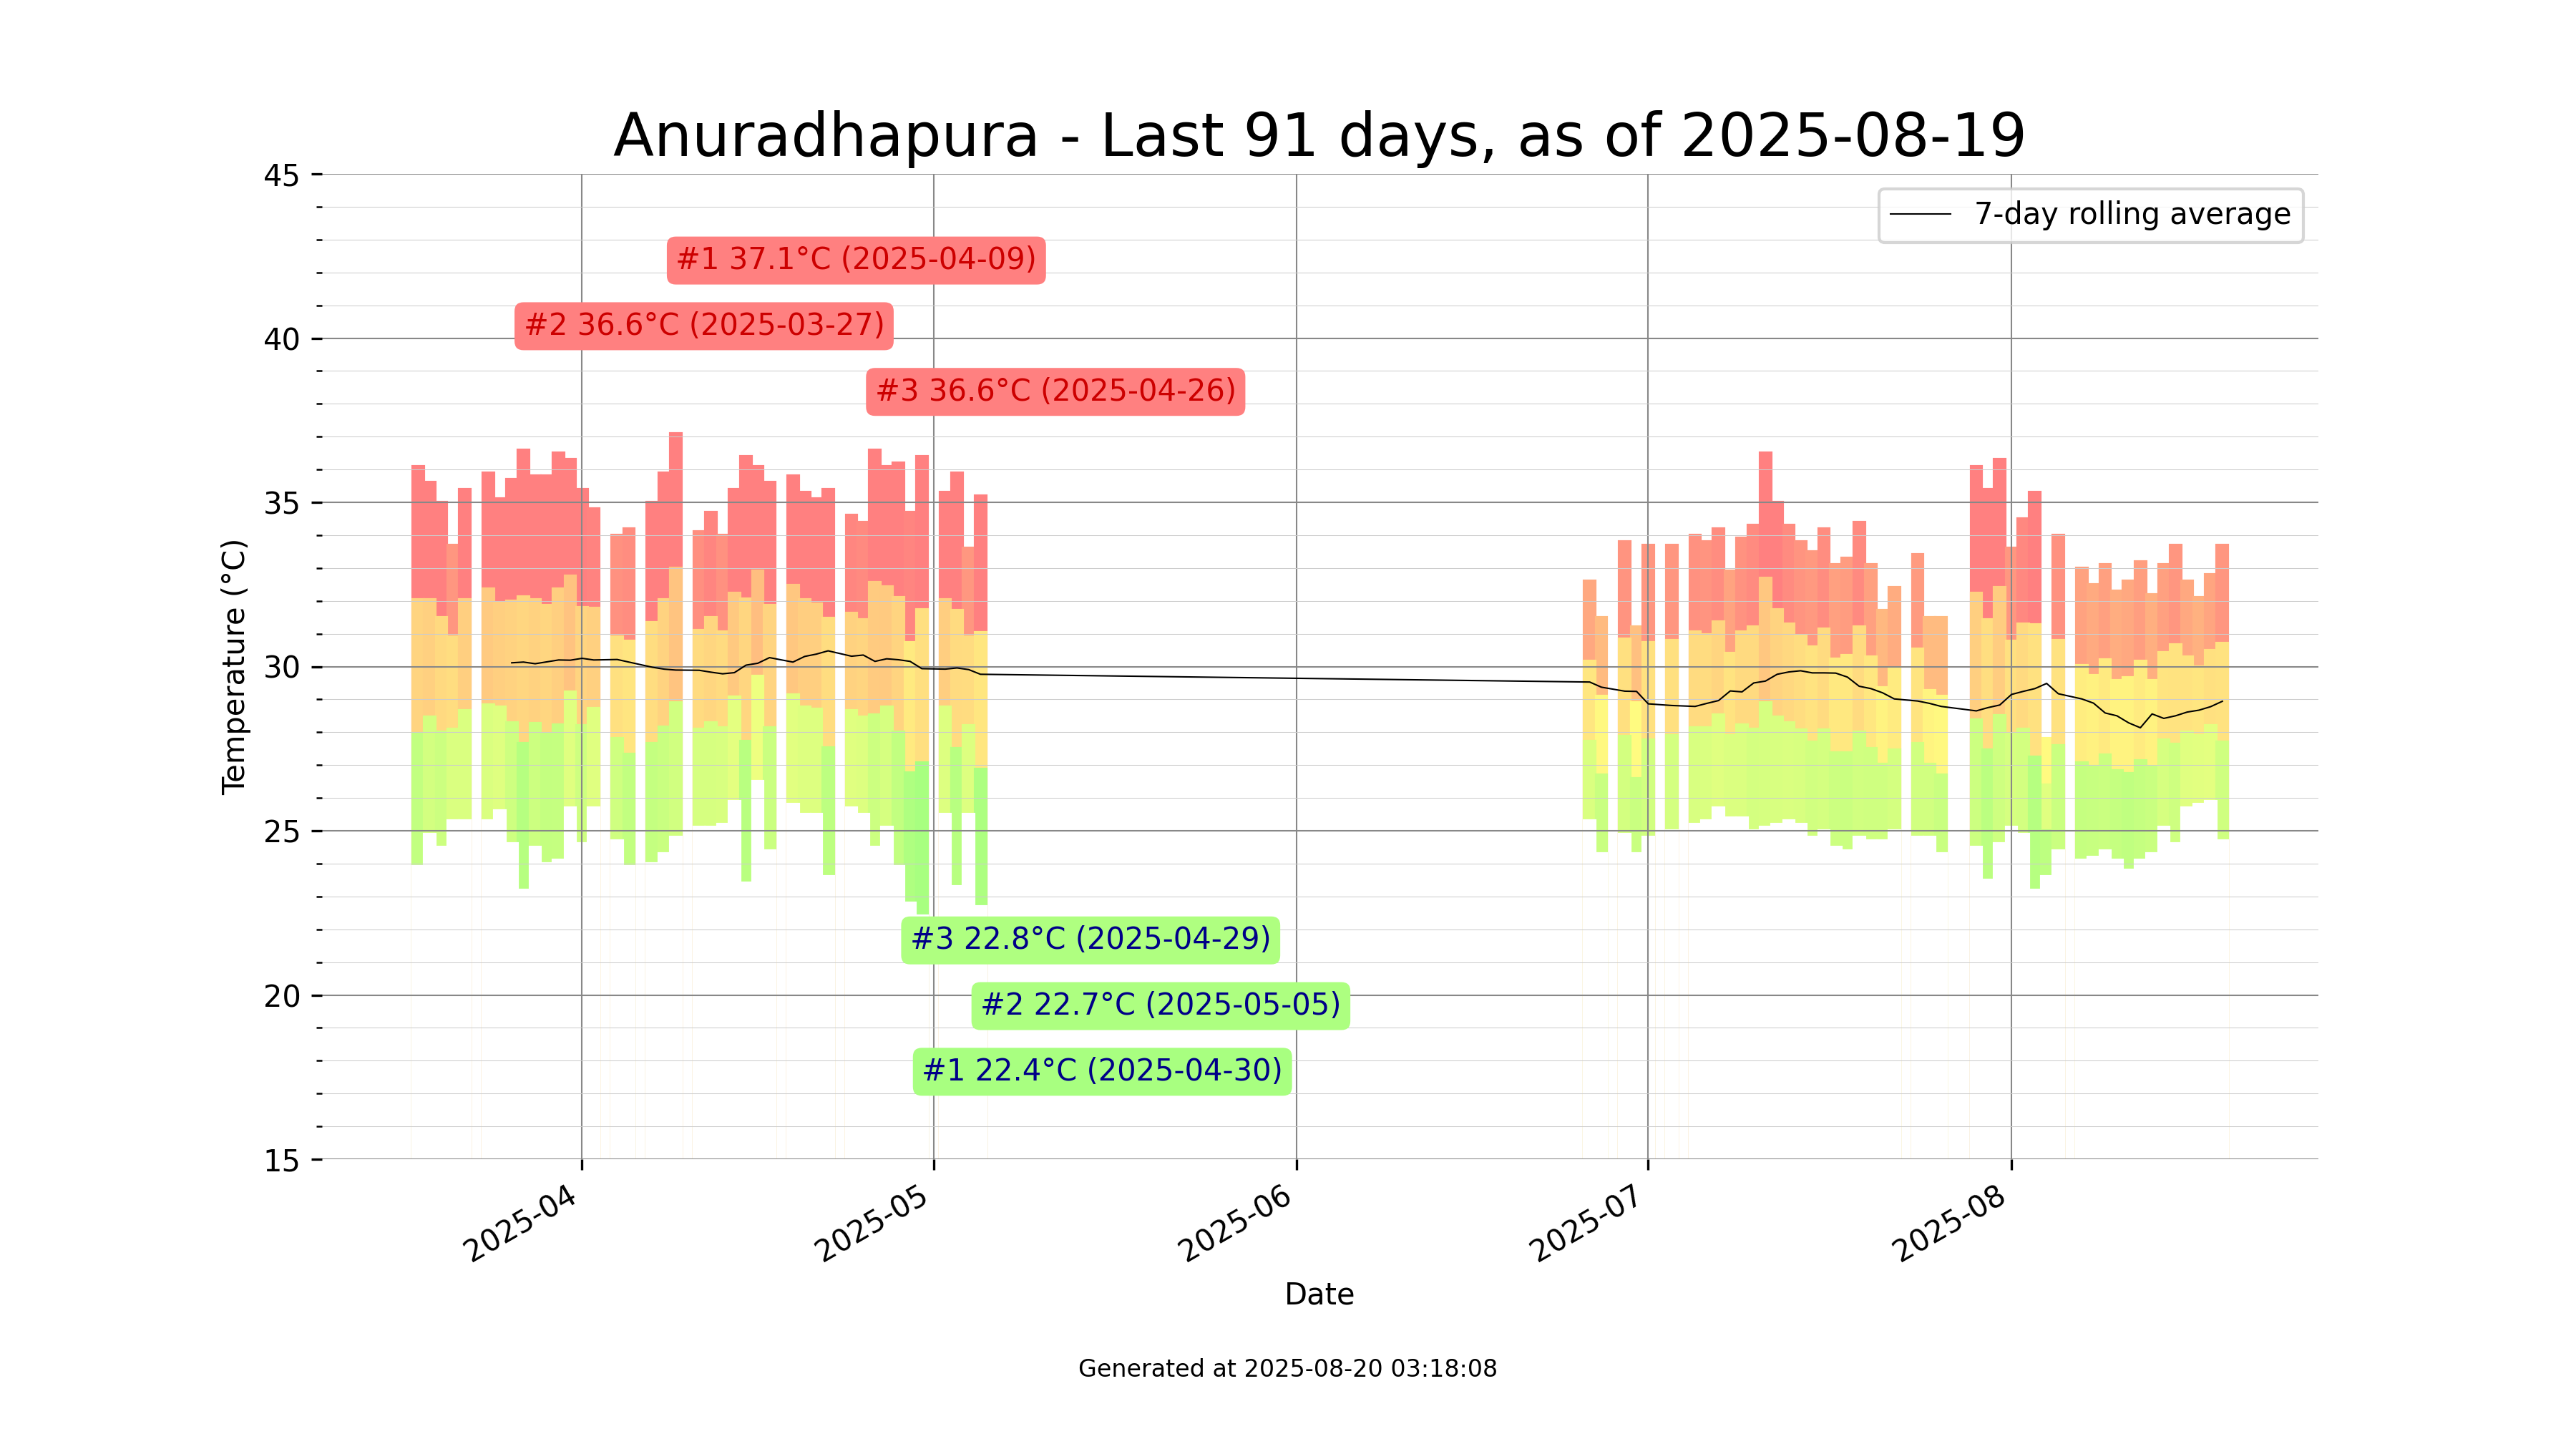 Anuradhapura - Last 91 days, as of 2025-08-19
7-day rolling average
#1 37.1°C (2025-04-09)
#2 36.6°C (2025-03-27)
#3 36.6°C (2025-04-26)
#3 22.8°C (2025-04-29)
#2 22.7°C (2025-05-05)
#1 22.4°C (2025-04-30)
Temperature (°C)
45
40
35
30
25
20
15
2025-04
2025-05
2025-06
2025-07
2025-08
Date
Generated at 2025-08-20 03:18:08